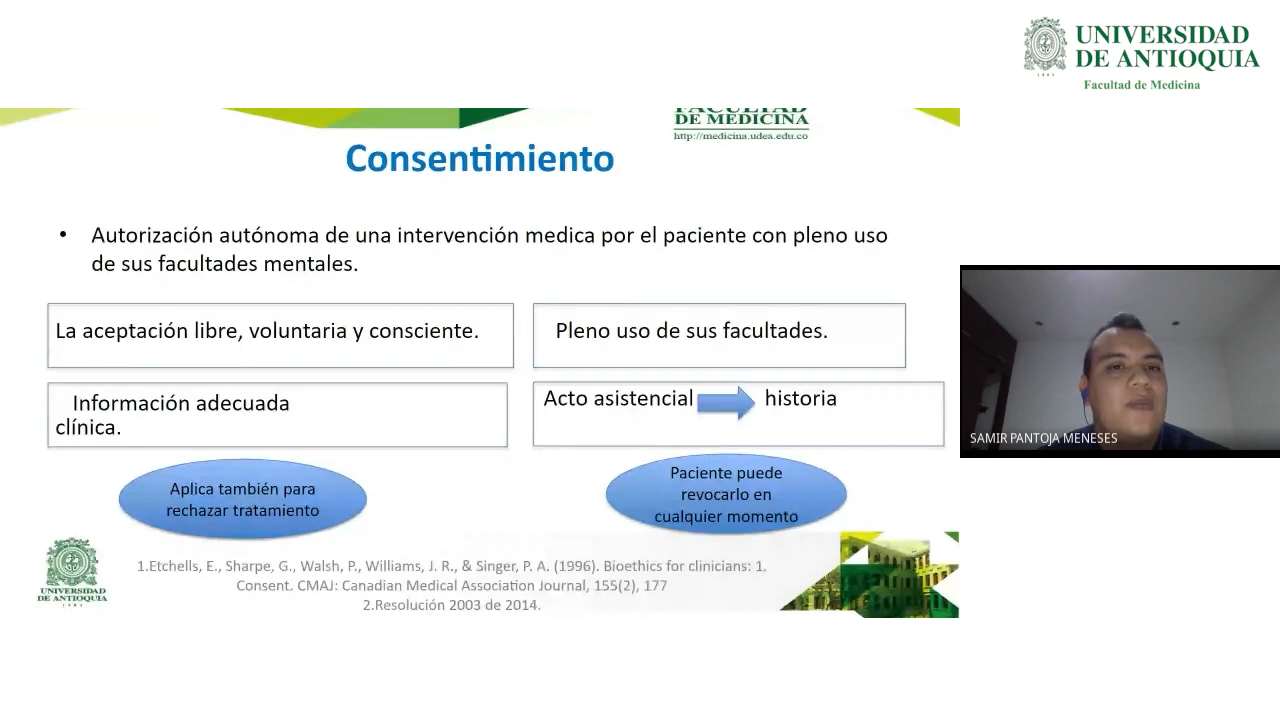 UNIVERSIDAD
DE ANTIOQUIA
1803
Facultad de Medicina
FACULTAD
DE MEDICINA
http://medicina.udea.edu.co
Consentimiento
• Autorización autónoma de una intervención medica por el paciente con pleno uso
de sus facultades mentales.
La aceptación libre, voluntaria y consciente.
Pleno uso de sus facultades.
Información adecuada
clínica.
Acto asistencial historia
Aplica también para
rechazar tratamiento
Paciente puede
revocarlo en
cualquier momento
SAMIR PANTOJA MENESES
UNIVERSIDAD
DE ANTIOQUIA
1.Etchells, E., Sharpe, G., Walsh, P., Williams, J. R., & Singer, P. A. (1996). Bioethics for clinicians: 1.
Consent. CMAJ: Canadian Medical Association Journal, 155(2), 177
2.Resolución 2003 de 2014.